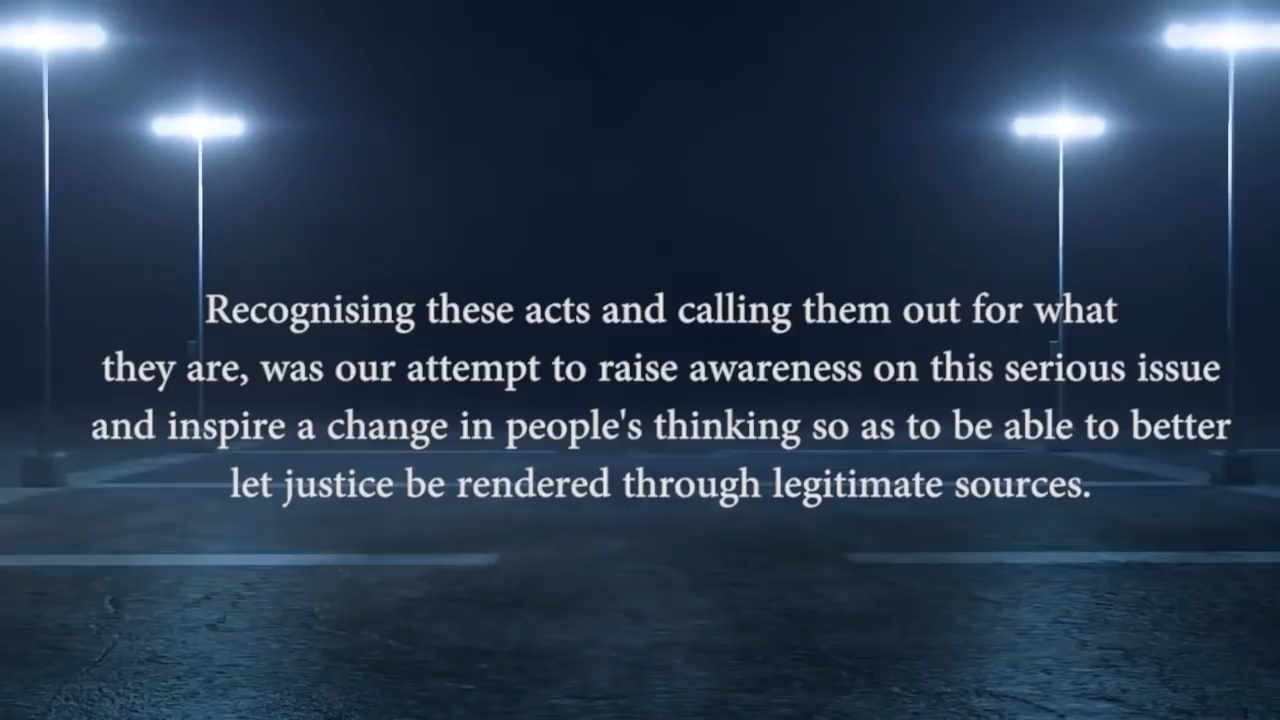 Recognising these acts and calling them out for what
they are, was our attempt to raise awareness on this serious issue
and inspire a change in people's thinking so as to be able to better
let justice be rendered through legitimate sources.